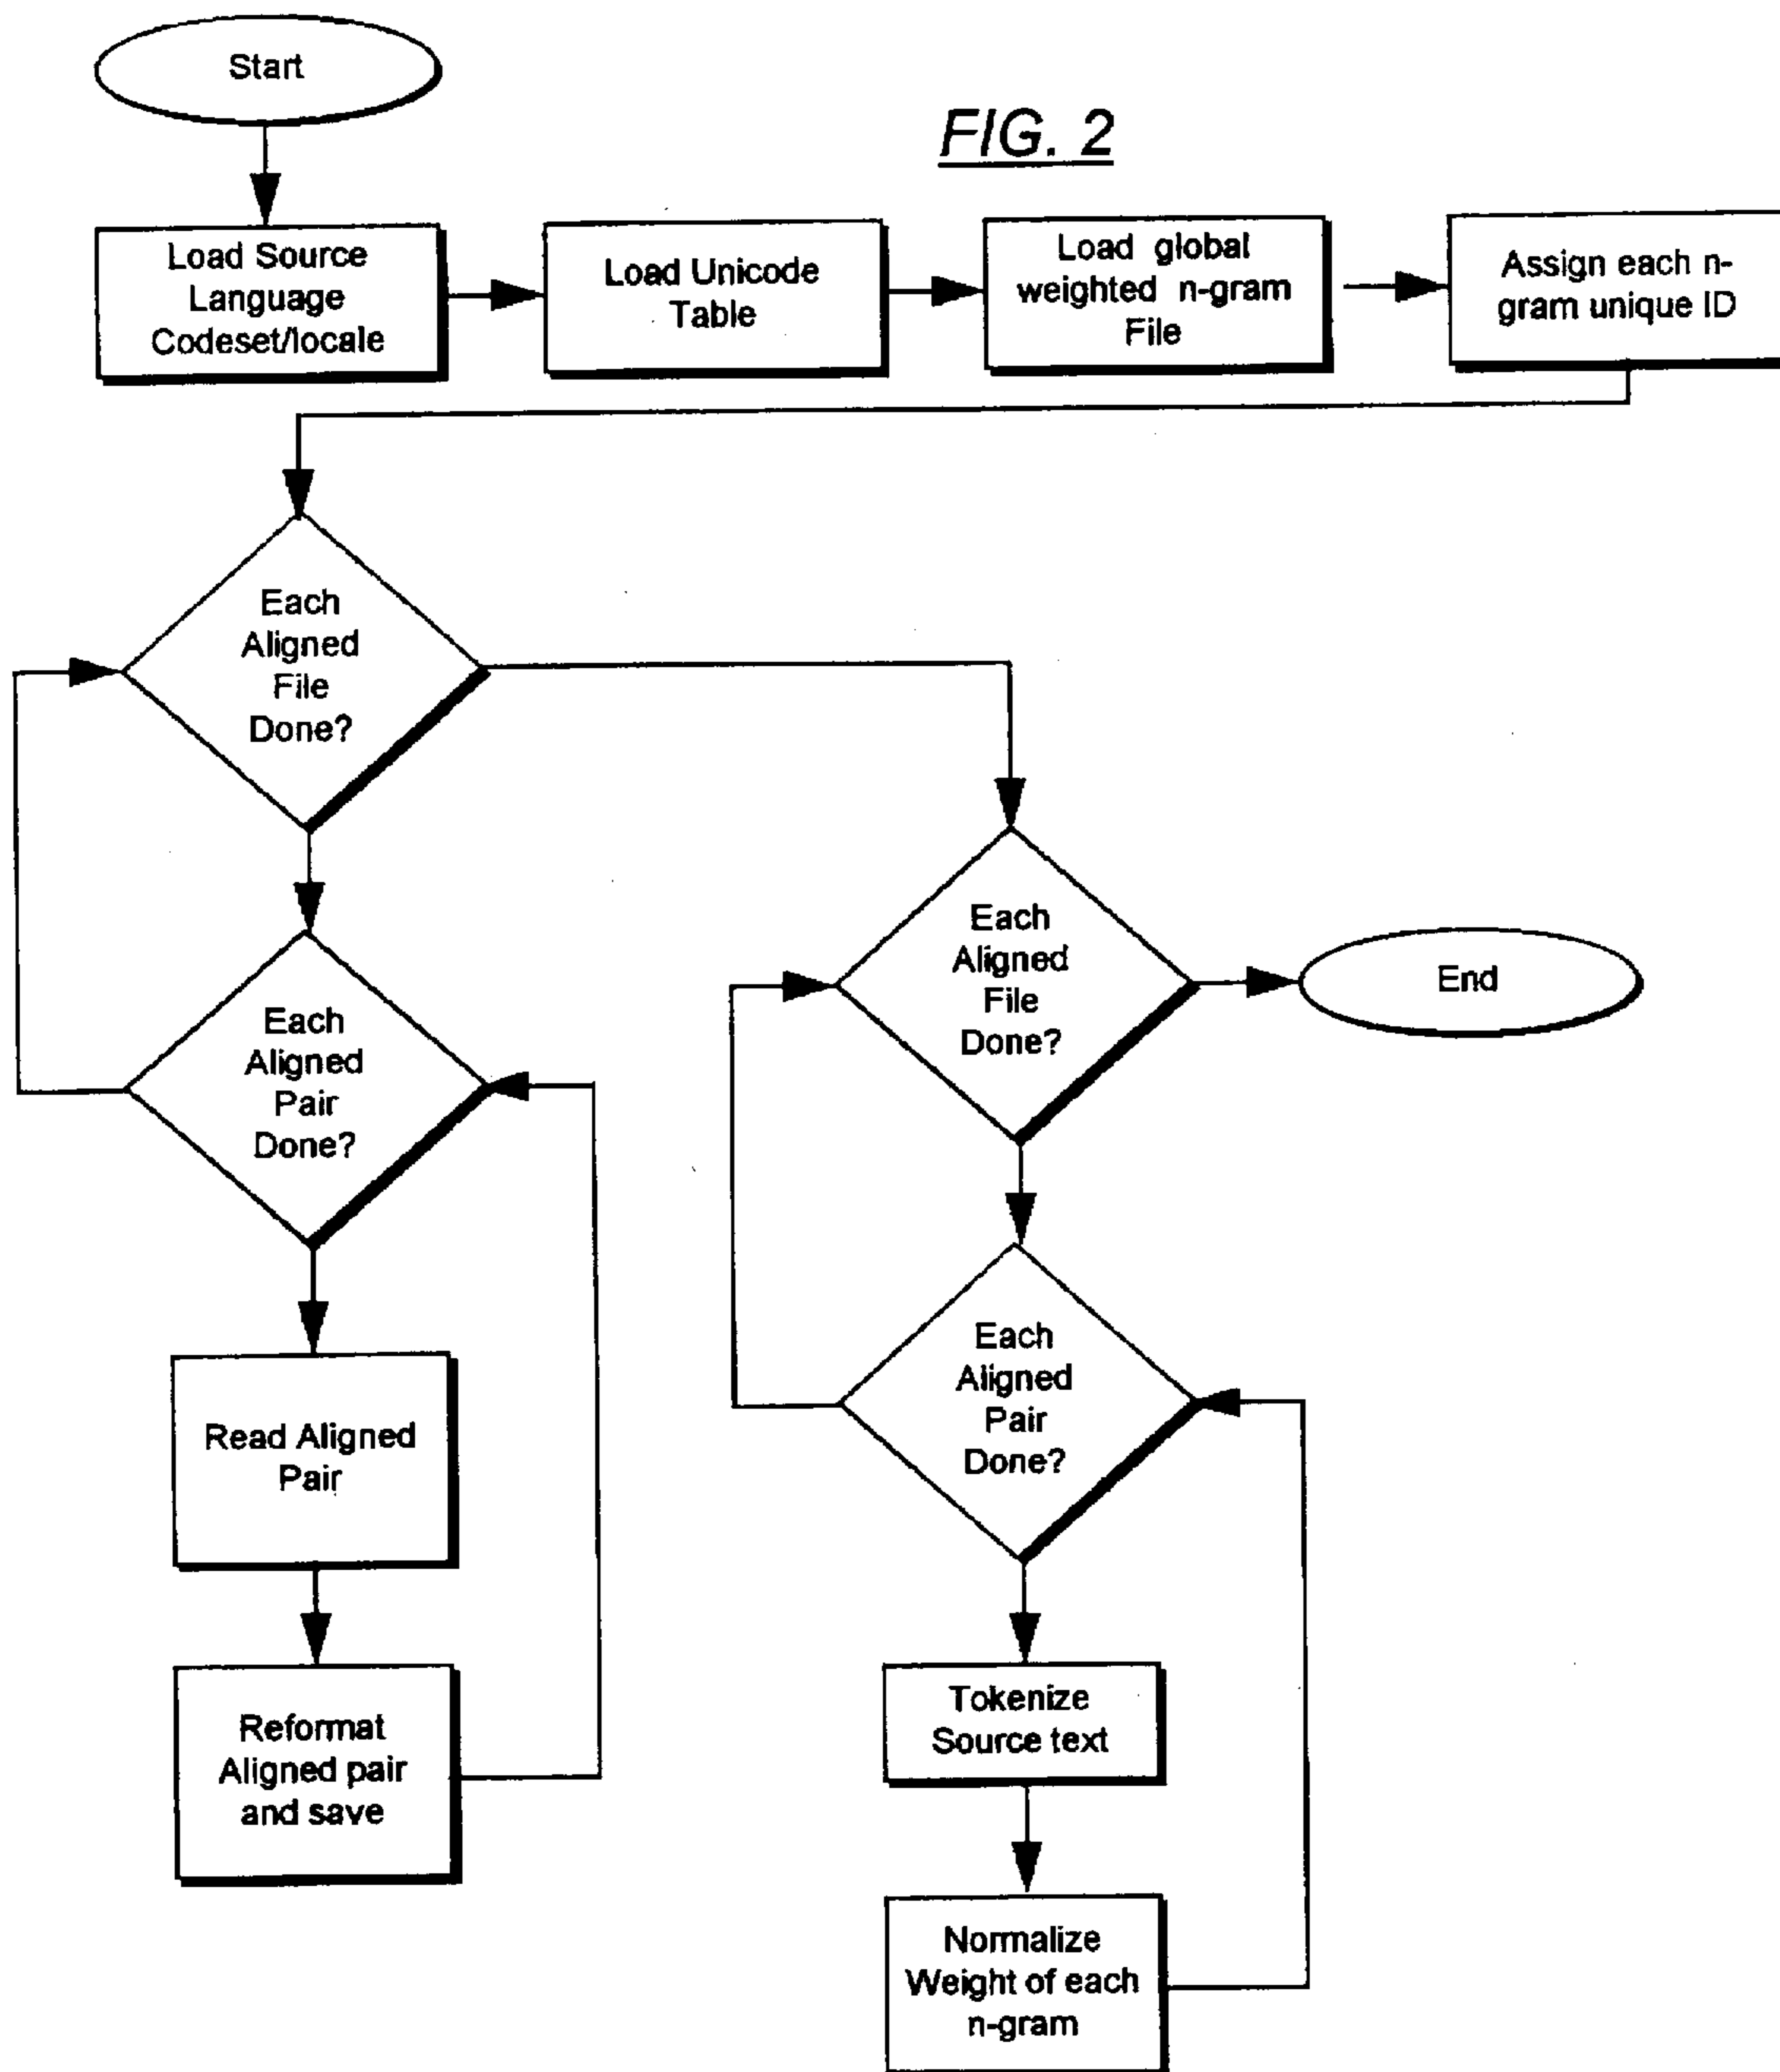 Start
FIG. 2
Load Source
Language
Codeset/locale
Load Unicode
Table
Load global
weighted n-gram
File
Assign each n-
gram unique ID
Each
Aligned
File
Done?
Each
Aligned
Pair
Done?
Read Aligned
Pair
Reformat
Aligned pair
and save
Each
Aligned
File
Done?
End
Each
Aligned
Pair
Done?
Tokenize
Source text
Normalize
Weight of each
n-gram